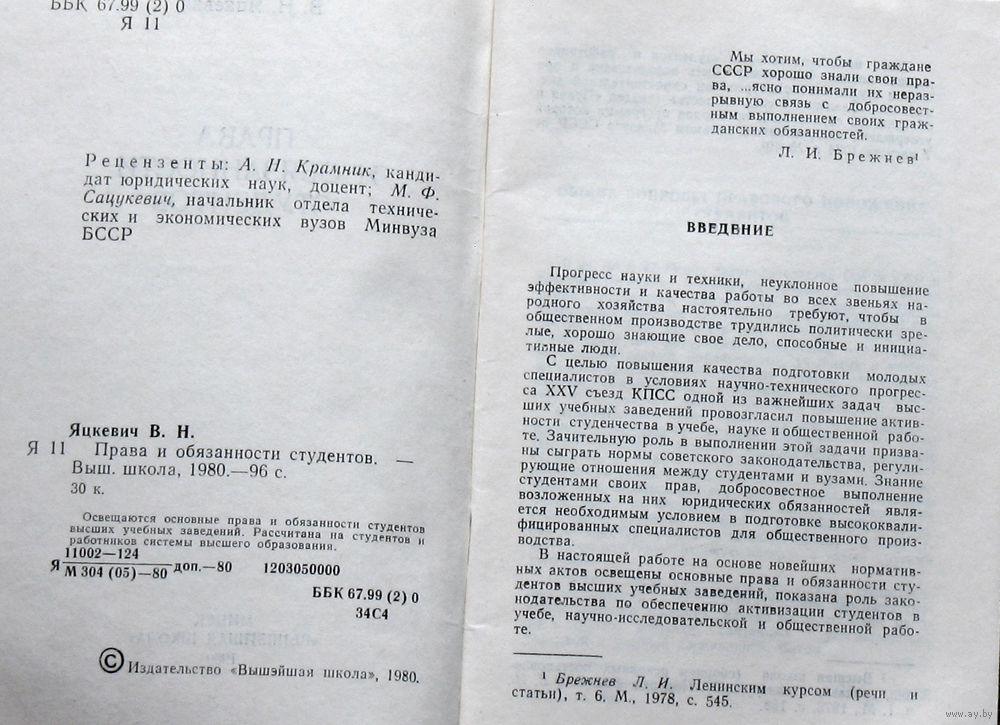 ББК 67.99 (2) 0
Я 11
Рецензенты: А. Н. Крамник, канди-
дат юридических наук, доцент; М. Ф.
Сацукевич, начальник отдела техниче-
ских и экономических вузов Минвуза
БССР
Яцкевич В. Н.
Я 11 Права и обязанности студентов. —
Выш. школа, 1980.—96 с.
30 к.
Освещаются основные права и обязанности студентов
высших учебных заведений. Рассчитана на студентов и
работников системы высшего образования.
11002—124
Я М 304 (05)—80 доп.—80 1203050000
ББК 67.99 (2) 0
34С4
© Издательство «Вышэйшая школа», 1980.
Мы хотим, чтобы граждане
СССР хорошо знали свои пра-
ва, ...ясно понимали их нераз-
рывную связь с добросовест-
ным выполнением своих граж-
данских обязанностей.
Л. И. Брежнев¹
ВВЕДЕНИЕ
Прогресс науки и техники, неуклонное повышение
эффективности и качества работы во всех звеньях на-
родного хозяйства настоятельно требуют, чтобы в
общественном производстве трудились политически зре-
лые, хорошо знающие свое дело, способные и инициа-
тивные люди.
С целью повышения качества подготовки молодых
специалистов в условиях научно-технического прогрес-
са XXV съезд КПСС одной из важнейших задач выс-
ших учебных заведений провозгласил повышение актив-
ности студенчества в учебе, науке и общественной рабо-
те. Зачительную роль в выполнении этой задачи призва-
ны сыграть нормы советского законодательства, регули-
рующие отношения между студентами и вузами. Знание
студентами своих прав, добросовестное выполнение
возложенных на них юридических обязанностей явля-
ется необходимым условием в подготовке высококвали-
фицированных специалистов для общественного произ-
водства.
В настоящей работе на основе новейших норматив-
ных актов освещены основные права и обязанности сту-
дентов высших учебных заведений, показана роль зако-
нодательства по обеспечению активизации студентов в
учебе, научно-исследовательской и общественной рабо-
те.
¹ Брежнев Л. И. Ленинским курсом (речи и
статьи), т. 6. М., 1978, с. 545.
www.ay.by